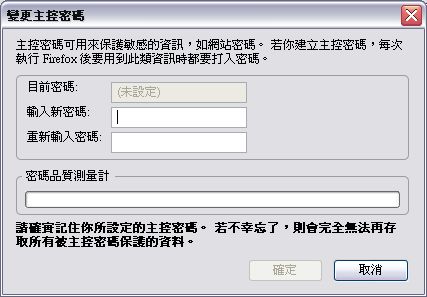 變更主控密碼
主控密碼可用來保護敏感的資訊，如網站密碼。 若你建立主控密碼，每次
執行 Firefox 後要用到此類資訊時都要打入密碼。
目前密碼: (未設定)
輸入新密碼:
重新輸入密碼:
密碼品質測量計
請確實記住你所設定的主控密碼。 若不幸忘了，則會完全無法再存
取所有被主控密碼保護的資料。
確定 取消